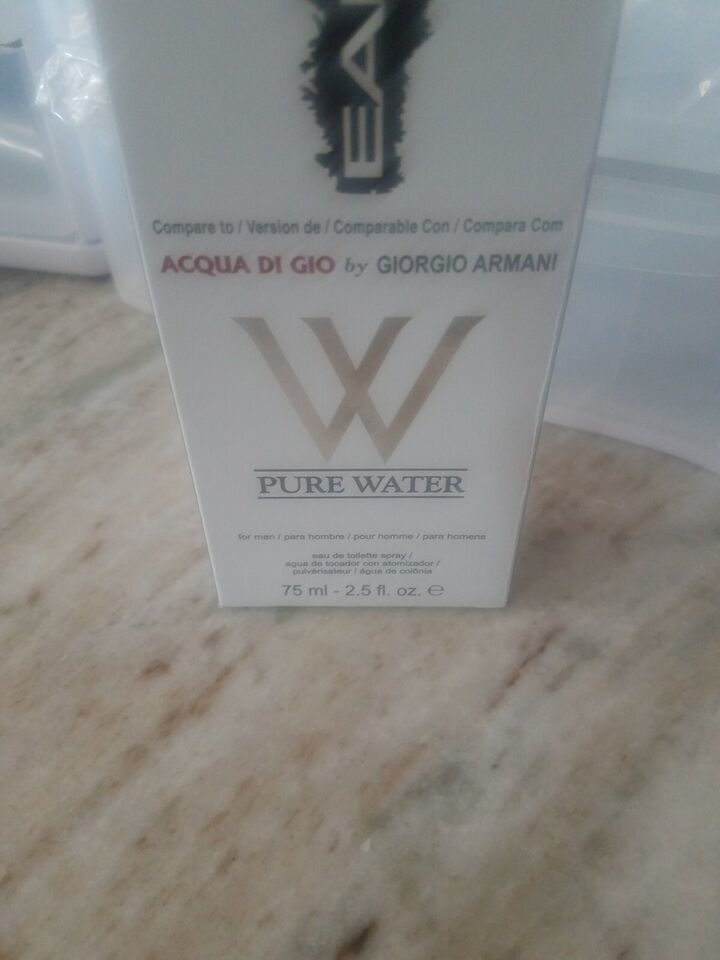 EA
Compare to / Version de / Comparable Con / Compara Com
ACQUA DI GIO by GIORGIO ARMANI
W
PURE WATER
for men / para hombre / pour homme / para homens
eau de toilette spray /
agua de tocador con atomizador /
pulvérisateur / água de colônia
75 ml - 2.5 fl. oz. ℮